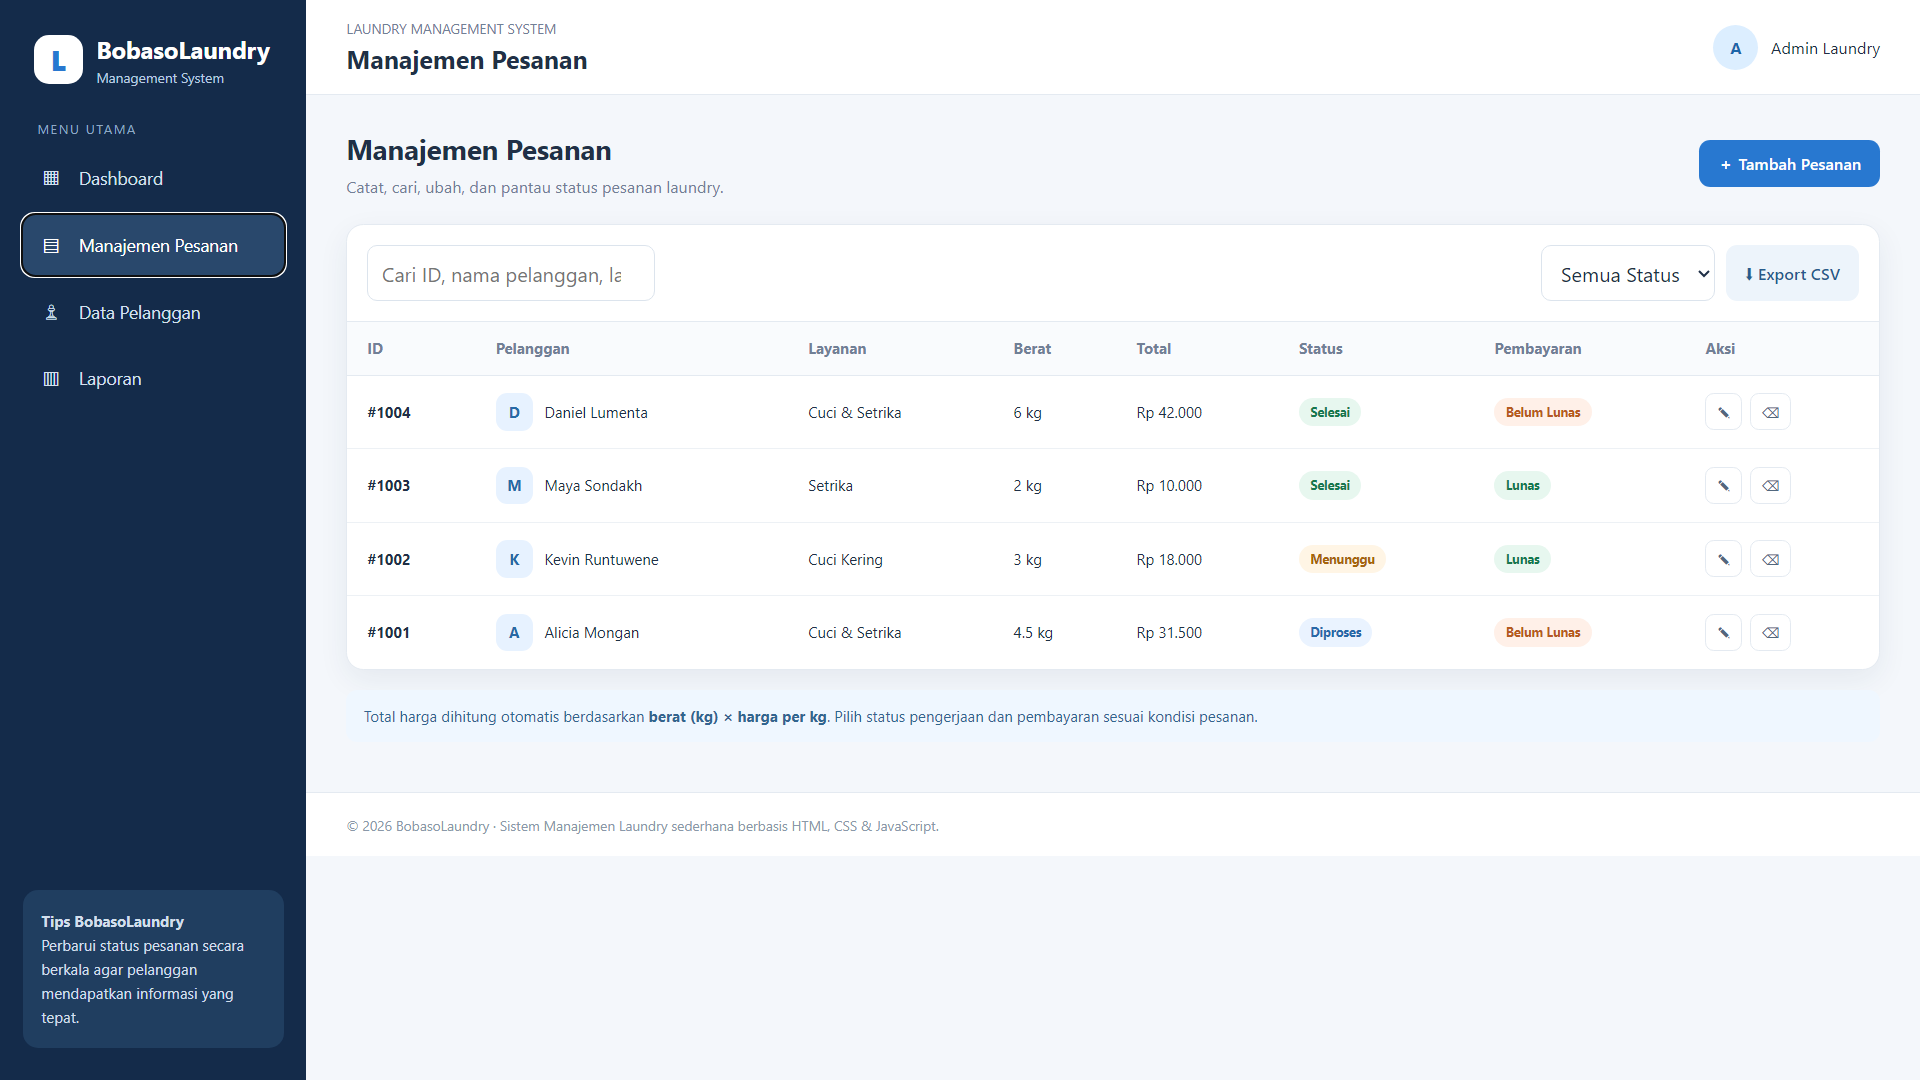 L
BobasoLaundry
Management System
MENU UTAMA
Dashboard
Manajemen Pesanan
Data Pelanggan
Laporan
Tips BobasoLaundry
Perbarui status pesanan secara
berkala agar pelanggan
mendapatkan informasi yang
tepat.
LAUNDRY MANAGEMENT SYSTEM
Manajemen Pesanan
A Admin Laundry
Manajemen Pesanan
Catat, cari, ubah, dan pantau status pesanan laundry.
+ Tambah Pesanan
Cari ID, nama pelanggan, la
Semua Status
⬇ Export CSV
ID Pelanggan Layanan Berat Total Status Pembayaran Aksi
#1004 D Daniel Lumenta Cuci & Setrika 6 kg Rp 42.000 Selesai Belum Lunas
#1003 M Maya Sondakh Setrika 2 kg Rp 10.000 Selesai Lunas
#1002 K Kevin Runtuwene Cuci Kering 3 kg Rp 18.000 Menunggu Lunas
#1001 A Alicia Mongan Cuci & Setrika 4.5 kg Rp 31.500 Diproses Belum Lunas
Total harga dihitung otomatis berdasarkan berat (kg) × harga per kg. Pilih status pengerjaan dan pembayaran sesuai kondisi pesanan.
© 2026 BobasoLaundry · Sistem Manajemen Laundry sederhana berbasis HTML, CSS & JavaScript.